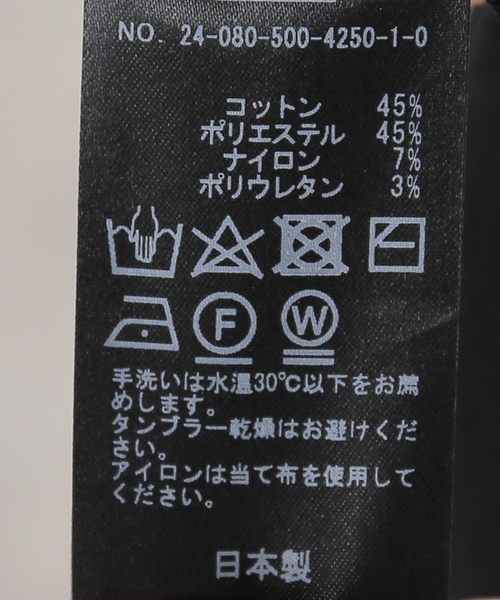 NO. 24-080-500-4250-1-0
コットン 45%
ポリエステル 45%
ナイロン 7%
ポリウレタン 3%
F
W
手洗いは水温30℃以下をお薦
めします。
タンブラー乾燥はお避けくだ
さい。
アイロンは当て布を使用して
ください。
日本製